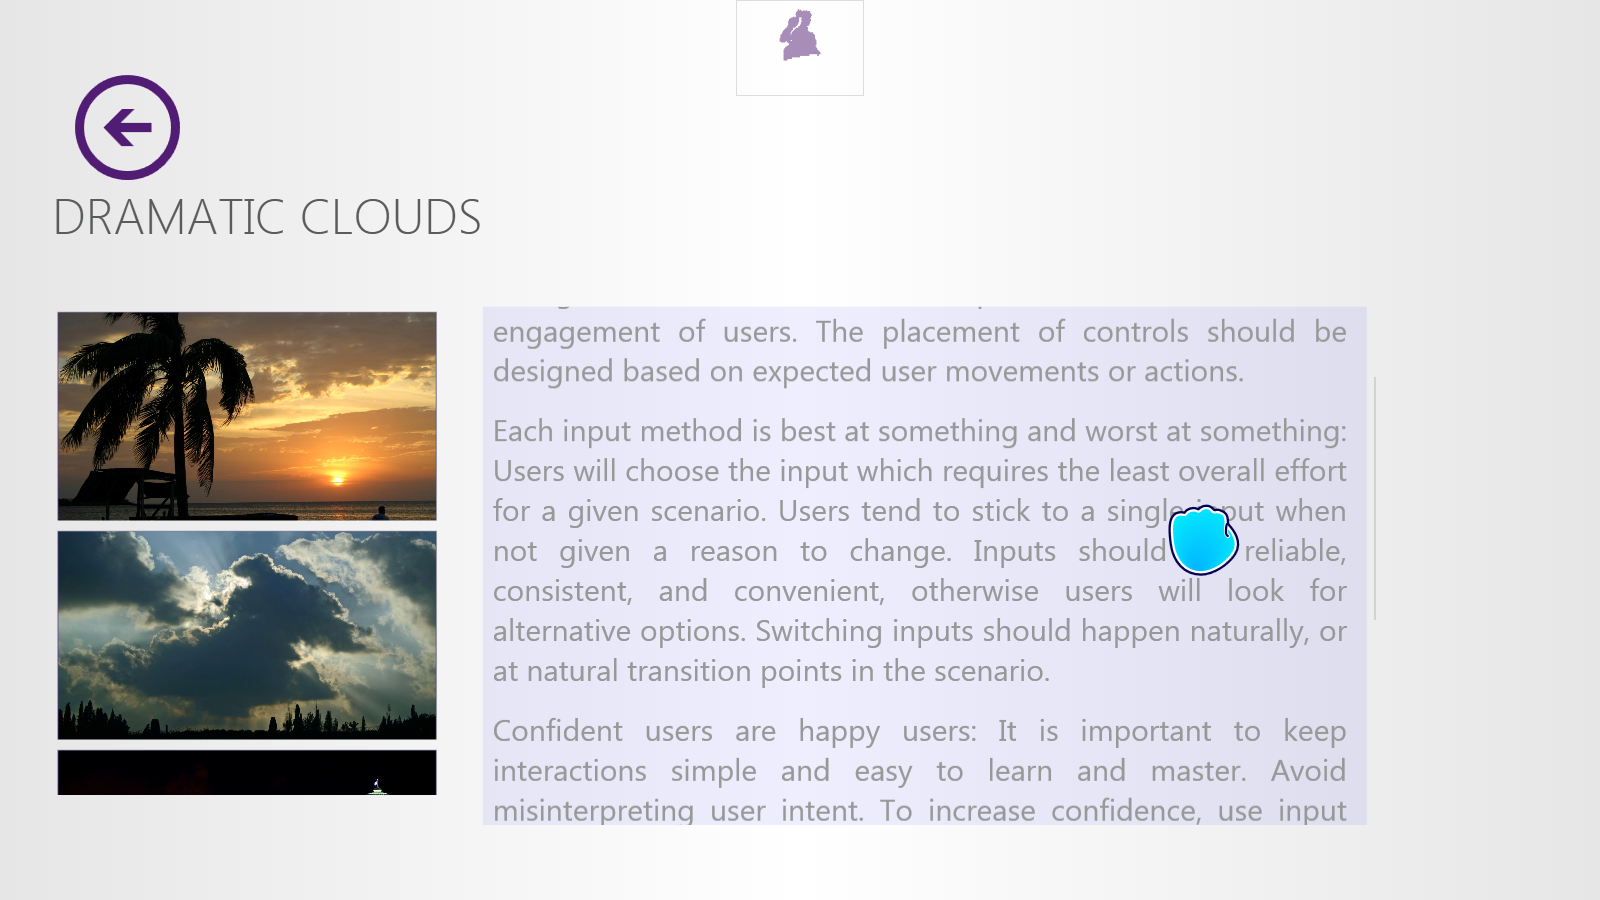 DRAMATIC CLOUDS
engagement of users. The placement of controls should be
designed based on expected user movements or actions.
Each input method is best at something and worst at something:
Users will choose the input which requires the least overall effort
for a given scenario. Users tend to stick to a single input when
not given a reason to change. Inputs should reliable,
consistent, and convenient, otherwise users will look for
alternative options. Switching inputs should happen naturally, or
at natural transition points in the scenario.
Confident users are happy users: It is important to keep
interactions simple and easy to learn and master. Avoid
misinterpreting user intent. To increase confidence, use input